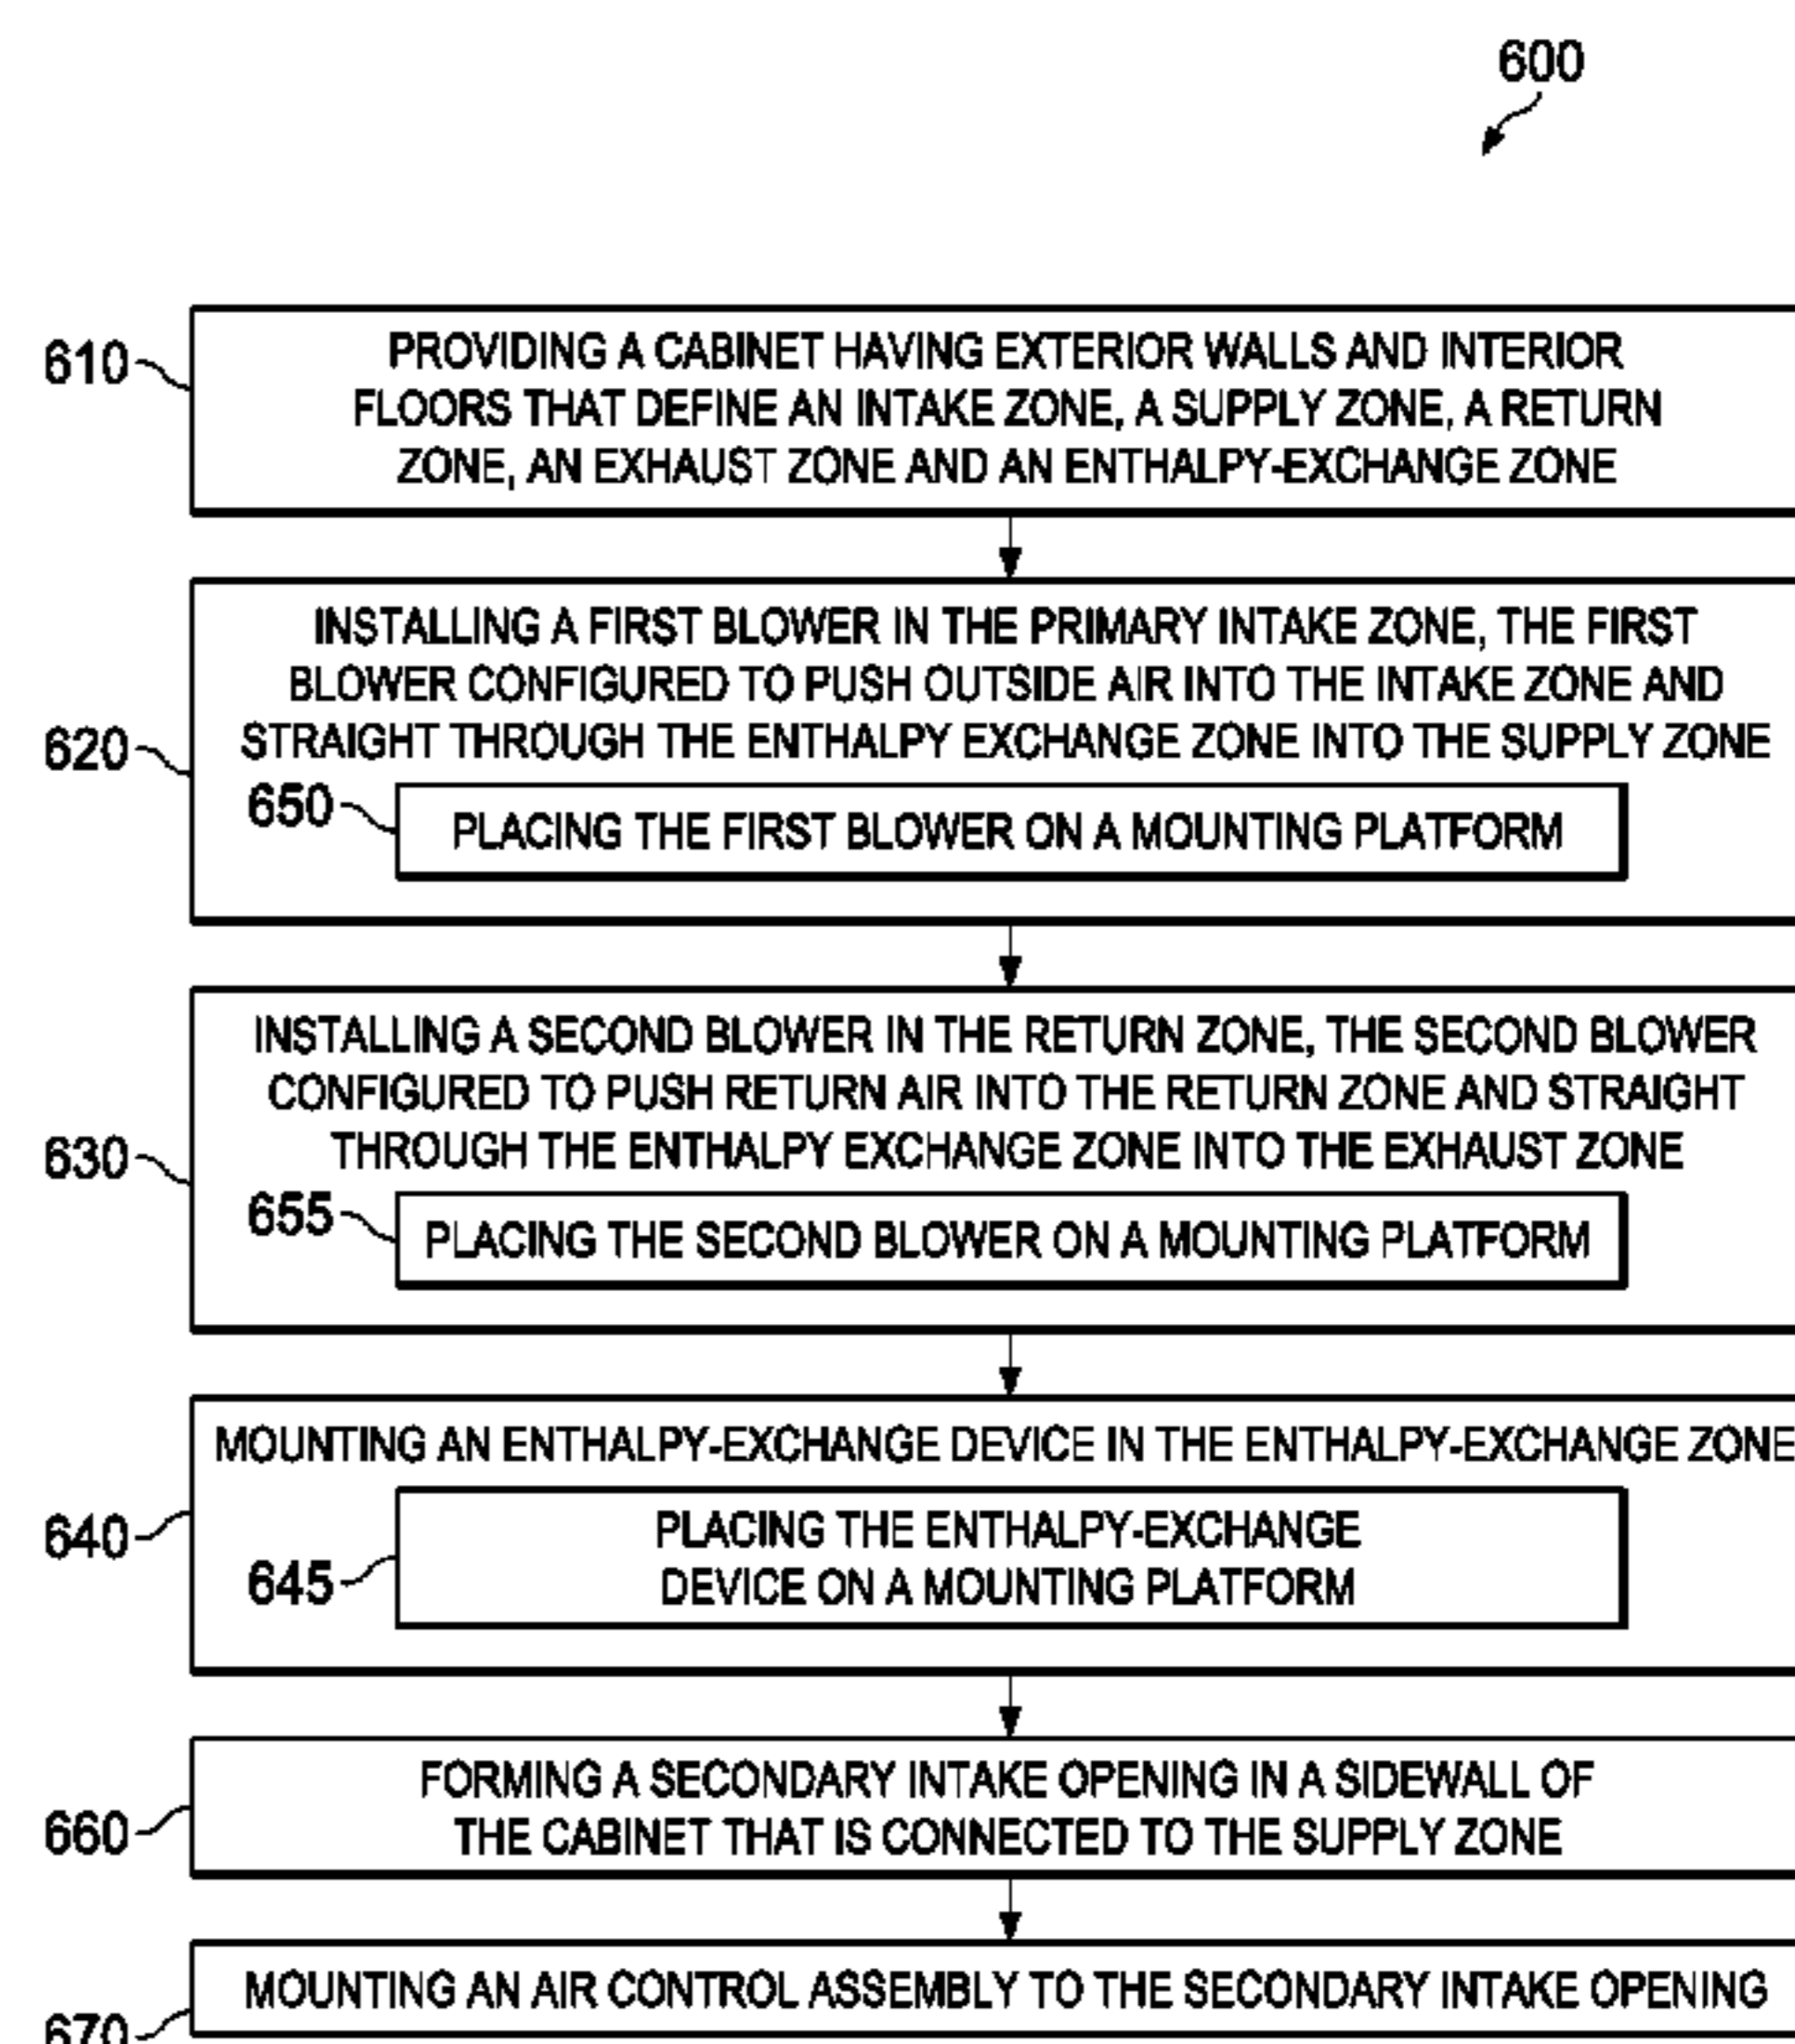 600
610
PROVIDING A CABINET HAVING EXTERIOR WALLS AND INTERIOR
FLOORS THAT DEFINE AN INTAKE ZONE, A SUPPLY ZONE, A RETURN
ZONE, AN EXHAUST ZONE AND AN ENTHALPY-EXCHANGE ZONE
620
INSTALLING A FIRST BLOWER IN THE PRIMARY INTAKE ZONE, THE FIRST
BLOWER CONFIGURED TO PUSH OUTSIDE AIR INTO THE INTAKE ZONE AND
STRAIGHT THROUGH THE ENTHALPY EXCHANGE ZONE INTO THE SUPPLY ZONE
650
PLACING THE FIRST BLOWER ON A MOUNTING PLATFORM
630
INSTALLING A SECOND BLOWER IN THE RETURN ZONE, THE SECOND BLOWER
CONFIGURED TO PUSH RETURN AIR INTO THE RETURN ZONE AND STRAIGHT
THROUGH THE ENTHALPY EXCHANGE ZONE INTO THE EXHAUST ZONE
655
PLACING THE SECOND BLOWER ON A MOUNTING PLATFORM
640
MOUNTING AN ENTHALPY-EXCHANGE DEVICE IN THE ENTHALPY-EXCHANGE ZONE
645
PLACING THE ENTHALPY-EXCHANGE
DEVICE ON A MOUNTING PLATFORM
660
FORMING A SECONDARY INTAKE OPENING IN A SIDEWALL OF
THE CABINET THAT IS CONNECTED TO THE SUPPLY ZONE
670
MOUNTING AN AIR CONTROL ASSEMBLY TO THE SECONDARY INTAKE OPENING